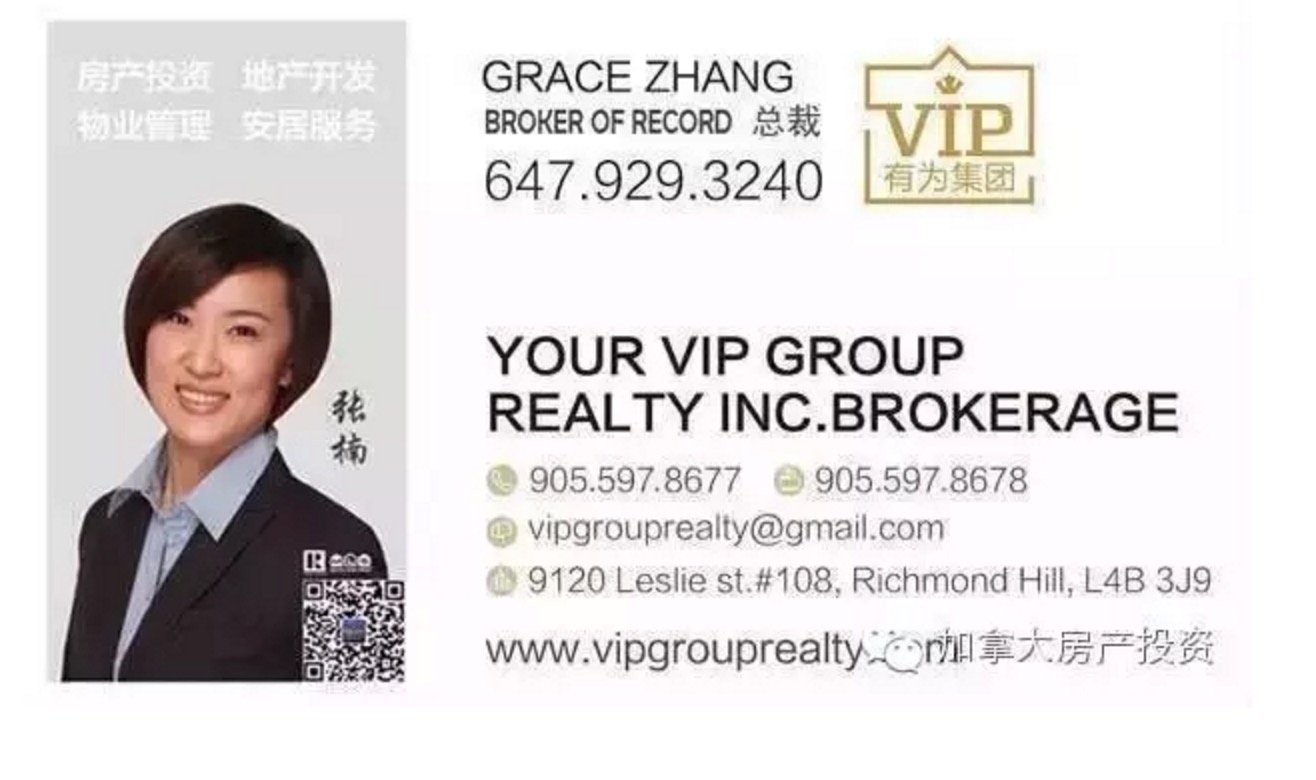 房产投资 地产开发
物业管理 安居服务
张
楠
GRACE ZHANG
BROKER OF RECORD 总裁
647.929.3240
VIP
有为集团
YOUR VIP GROUP
REALTY INC.BROKERAGE
905.597.8677 905.597.8678
vipgrouprealty@gmail.com
9120 Leslie st.#108, Richmond Hill, L4B 3J9
www.vipgrouprealty
加拿大房产投资